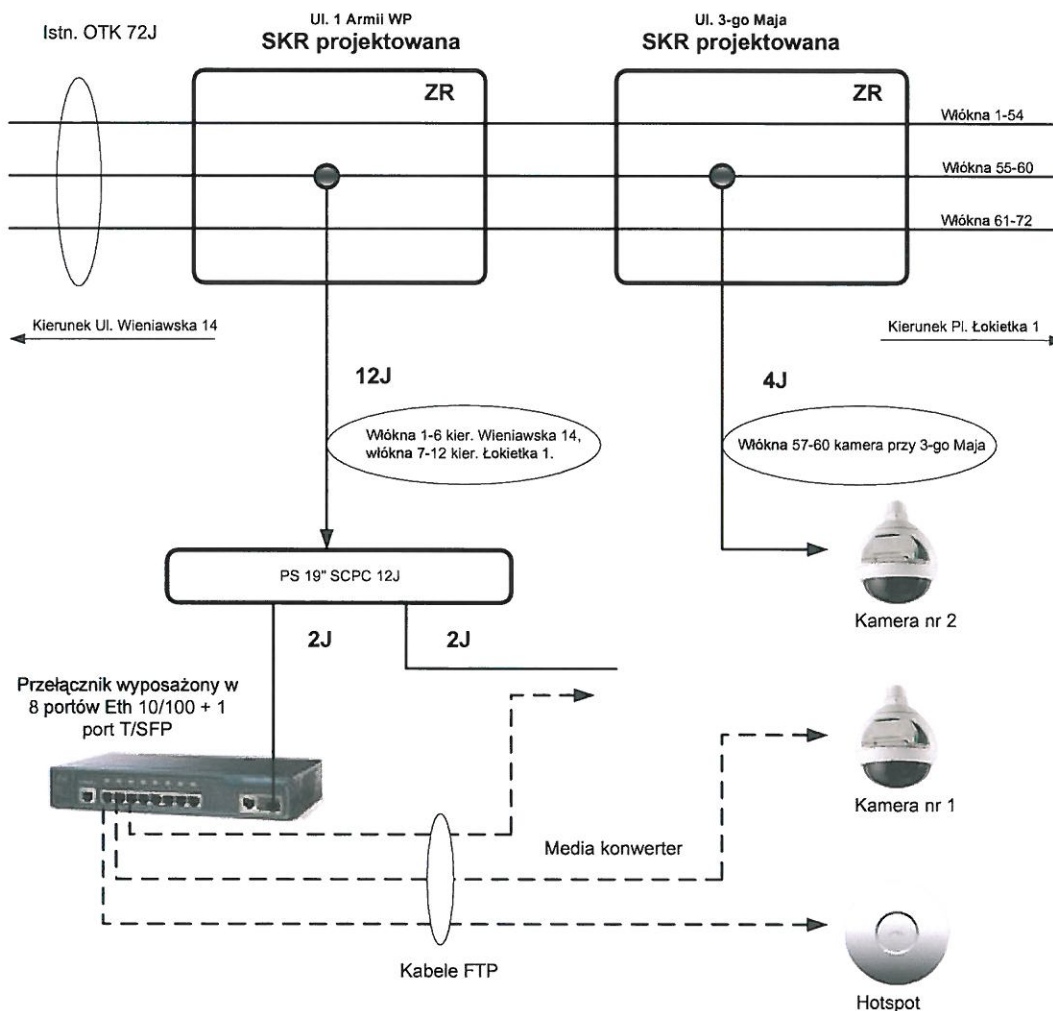 Istn. OTK 72J
Ul. 1 Armii WP
SKR projektowana
Ul. 3-go Maja
SKR projektowana
ZR
ZR
Włókna 1-54
Włókna 55-60
Włókna 61-72
Kierunek Ul. Wieniawska 14
Kierunek Pl. Łokietka 1
12J
4J
Włókna 1-6 kier. Wieniawska 14,
włókna 7-12 kier. Łokietka 1.
Włókna 57-60 kamera przy 3-go Maja
PS 19" SCPC 12J
2J
2J
Kamera nr 2
Przełącznik wyposażony w
8 portów Eth 10/100 + 1
port T/SFP
Kamera nr 1
Media konwerter
Kabele FTP
Hotspot